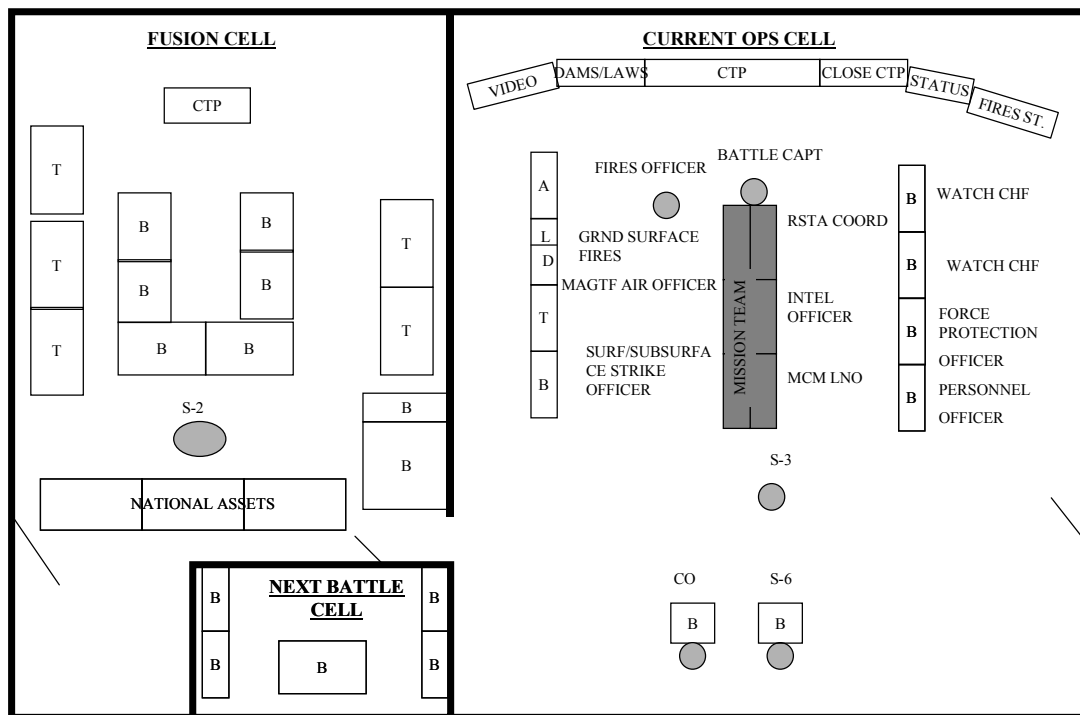 FUSION CELL
CTP
T
T
T
B
B
B
B
B
B
T
T
S-2
B
B
NATIONAL ASSETS
NEXT BATTLE
CELL
B
B
B
B
B
CURRENT OPS CELL
VIDEO
DAMS/LAWS
CTP
CLOSE CTP
STATUS
FIRES ST.
A
L
D
T
B
FIRES OFFICER
BATTLE CAPT
GRND SURFACE
FIRES
MAGTF AIR OFFICER
SURF/SUBSURFA
CE STRIKE
OFFICER
MISSION TEAM
RSTA COORD
INTEL
OFFICER
MCM LNO
B
WATCH CHF
B
WATCH CHF
B
FORCE
PROTECTION
OFFICER
B
PERSONNEL
OFFICER
S-3
CO
S-6
B
B